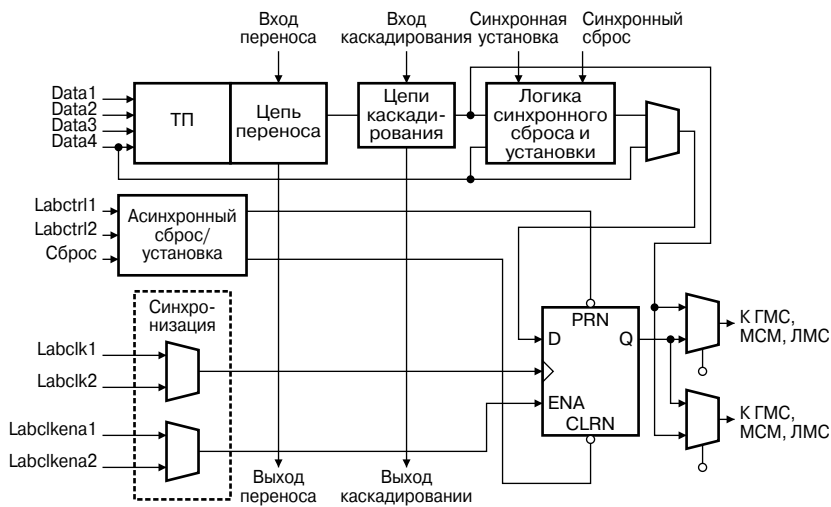 Вход
переноса
Вход
каскадирования
Синхронная
установка
Синхронный
сброс
Data1
Data2
Data3
Data4
ТП
Цепь
переноса
Цепи
каскади-
рования
Логика
синхронного
сброса и
установки
Labctrl1
Labctrl2
Сброс
Асинхронный
сброс/
установка
Синхро-
низация
Labclk1
Labclk2
Labclkena1
Labclkena2
PRN
D
Q
ENA
CLRN
К ГМС,
МСМ, ЛМС
К ГМС,
МСМ, ЛМС
Выход
переноса
Выход
каскадировании